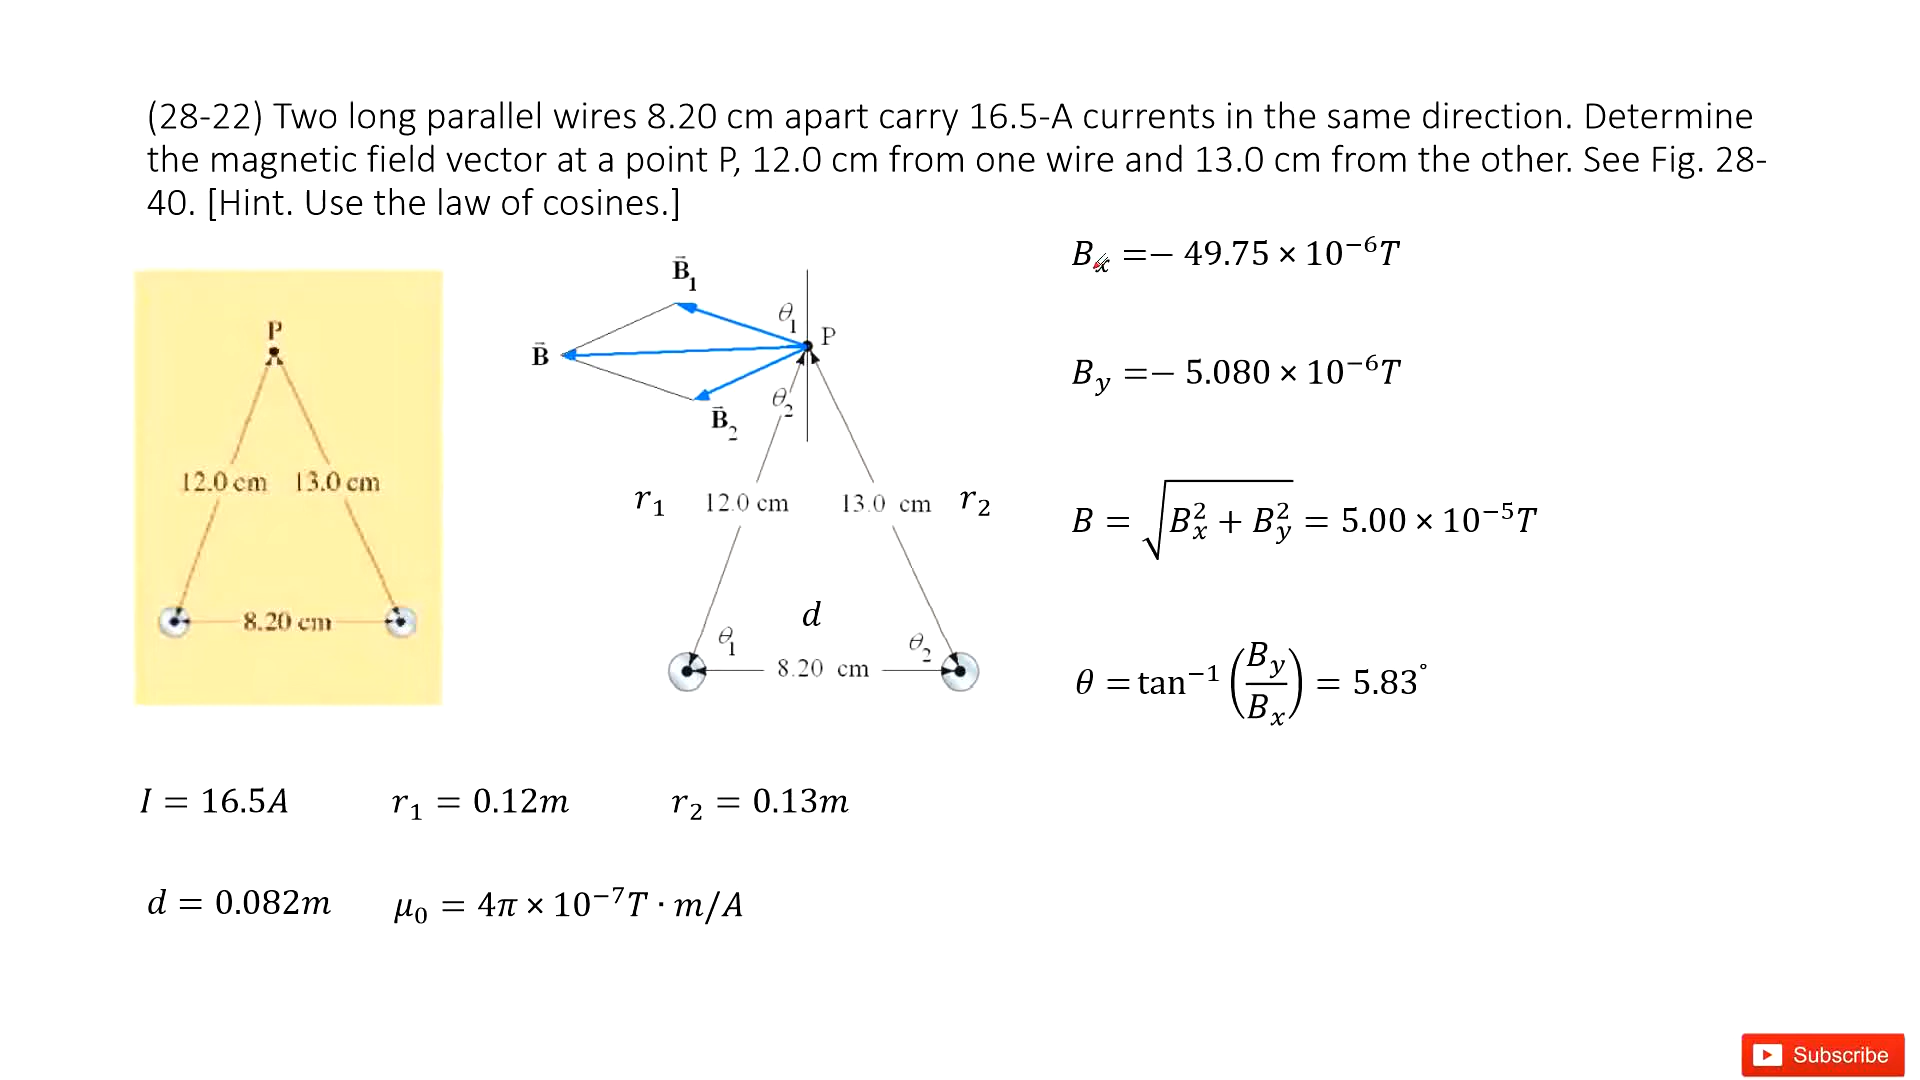 (28-22) Two long parallel wires 8.20 cm apart carry 16.5-A currents in the same direction. Determine
the magnetic field vector at a point P, 12.0 cm from one wire and 13.0 cm from the other. See Fig. 28-
40. [Hint. Use the law of cosines.]
P
12.0 cm 13.0 cm
8.20 cm
B⃗₁
θ₁
P
B⃗
θ₂
B⃗₂
r₁ 12.0 cm 13.0 cm r₂
d
θ₁ θ₂
8.20 cm
Bₓ =− 49.75 × 10⁻⁶T
B_y =− 5.080 × 10⁻⁶T
B = √(Bₓ² + B_y²) = 5.00 × 10⁻⁵T
θ = tan⁻¹ (B_y/Bₓ) = 5.83°
I = 16.5A r₁ = 0.12m r₂ = 0.13m
d = 0.082m μ₀ = 4π × 10⁻⁷T · m/A
Subscribe